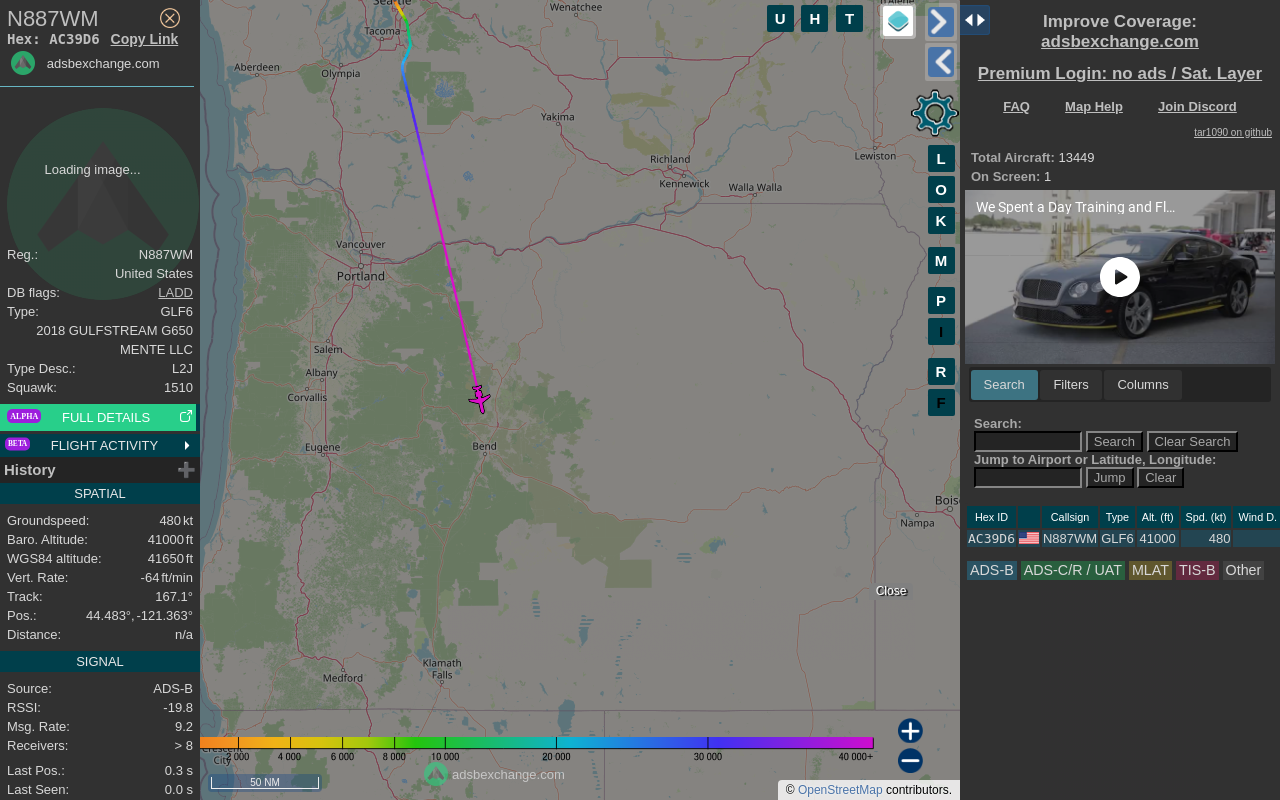 N887WM
Hex: AC39D6 Copy Link
adsbexchange.com
Loading image...
Reg.: N887WM
United States
DB flags: LADD
Type: GLF6
2018 GULFSTREAM G650
MENTE LLC
Type Desc.: L2J
Squawk: 1510
ALPHA FULL DETAILS
BETA FLIGHT ACTIVITY
History
SPATIAL
Groundspeed: 480 kt
Baro. Altitude: 41000 ft
WGS84 altitude: 41650 ft
Vert. Rate: -64 ft/min
Track: 167.1°
Pos.: 44.483°, -121.363°
Distance: n/a
SIGNAL
Source: ADS-B
RSSI: -19.8
Msg. Rate: 9.2
Receivers: > 8
Last Pos.: 0.3 s
Last Seen: 0.0 s
Seattle
Wenatchee
Tacoma
Aberdeen
Olympia
Yakima
Richland
Kennewick
Walla Walla
Lewiston
Vancouver
Portland
Salem
Albany
Corvallis
Eugene
Bend
Boise
Nampa
Medford
Klamath
Falls
Crescent
City
Close
U H T
L
O
K
M
P
I
R
F
2 000 4 000 6 000 8 000 10 000 20 000 30 000 40 000+
adsbexchange.com
50 NM
© OpenStreetMap contributors.
Improve Coverage:
adsbexchange.com
Premium Login: no ads / Sat. Layer
FAQ Map Help Join Discord
tar1090 on github
Total Aircraft: 13449
On Screen: 1
We Spent a Day Training and Fl...
Search Filters Columns
Search:
Search Clear Search
Jump to Airport or Latitude, Longitude:
Jump Clear
Hex ID Callsign Type Alt. (ft) Spd. (kt) Wind D.
AC39D6 N887WM GLF6 41000 480
ADS-B ADS-C/R / UAT MLAT TIS-B Other